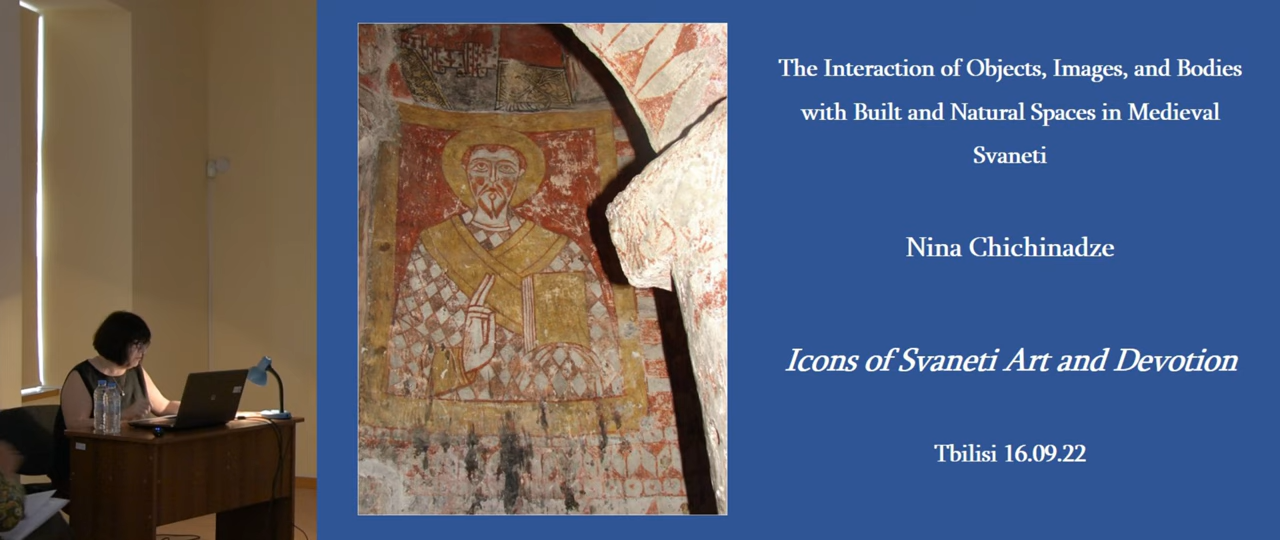 The Interaction of Objects, Images, and Bodies
with Built and Natural Spaces in Medieval
Svaneti
Nina Chichinadze
Icons of Svaneti Art and Devotion
Tbilisi 16.09.22